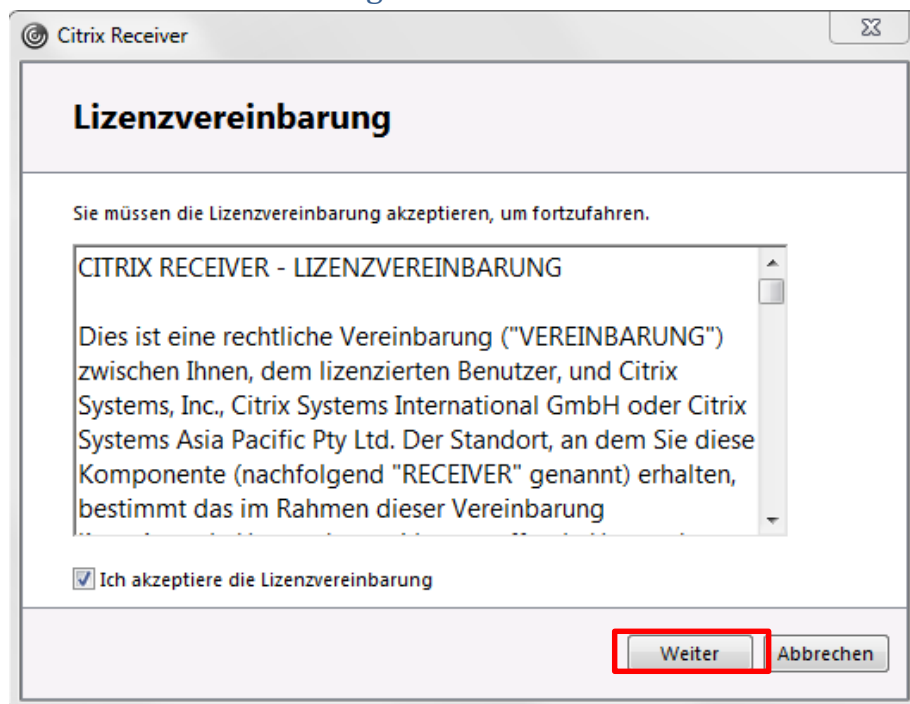 Citrix Receiver
Lizenzvereinbarung
Sie müssen die Lizenzvereinbarung akzeptieren, um fortzufahren.
CITRIX RECEIVER - LIZENZVEREINBARUNG
Dies ist eine rechtliche Vereinbarung ("VEREINBARUNG")
zwischen Ihnen, dem lizenzierten Benutzer, und Citrix
Systems, Inc., Citrix Systems International GmbH oder Citrix
Systems Asia Pacific Pty Ltd. Der Standort, an dem Sie diese
Komponente (nachfolgend "RECEIVER" genannt) erhalten,
bestimmt das im Rahmen dieser Vereinbarung
Ich akzeptiere die Lizenzvereinbarung
Weiter Abbrechen